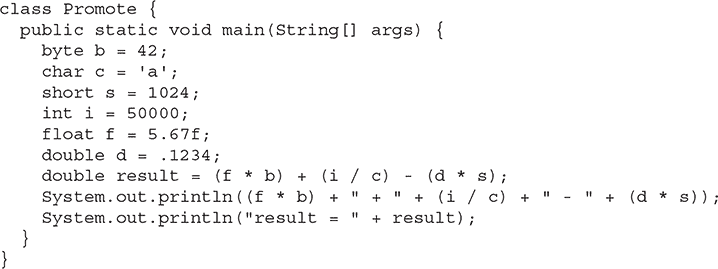 class Promote {
  public static void main(String[] args) {
    byte b = 42;
    char c = 'a';
    short s = 1024;
    int i = 50000;
    float f = 5.67f;
    double d = .1234;
    double result = (f * b) + (i / c) - (d * s);
    System.out.println((f * b) + " + " + (i / c) + " - " + (d * s));
    System.out.println("result = " + result);
  }
}